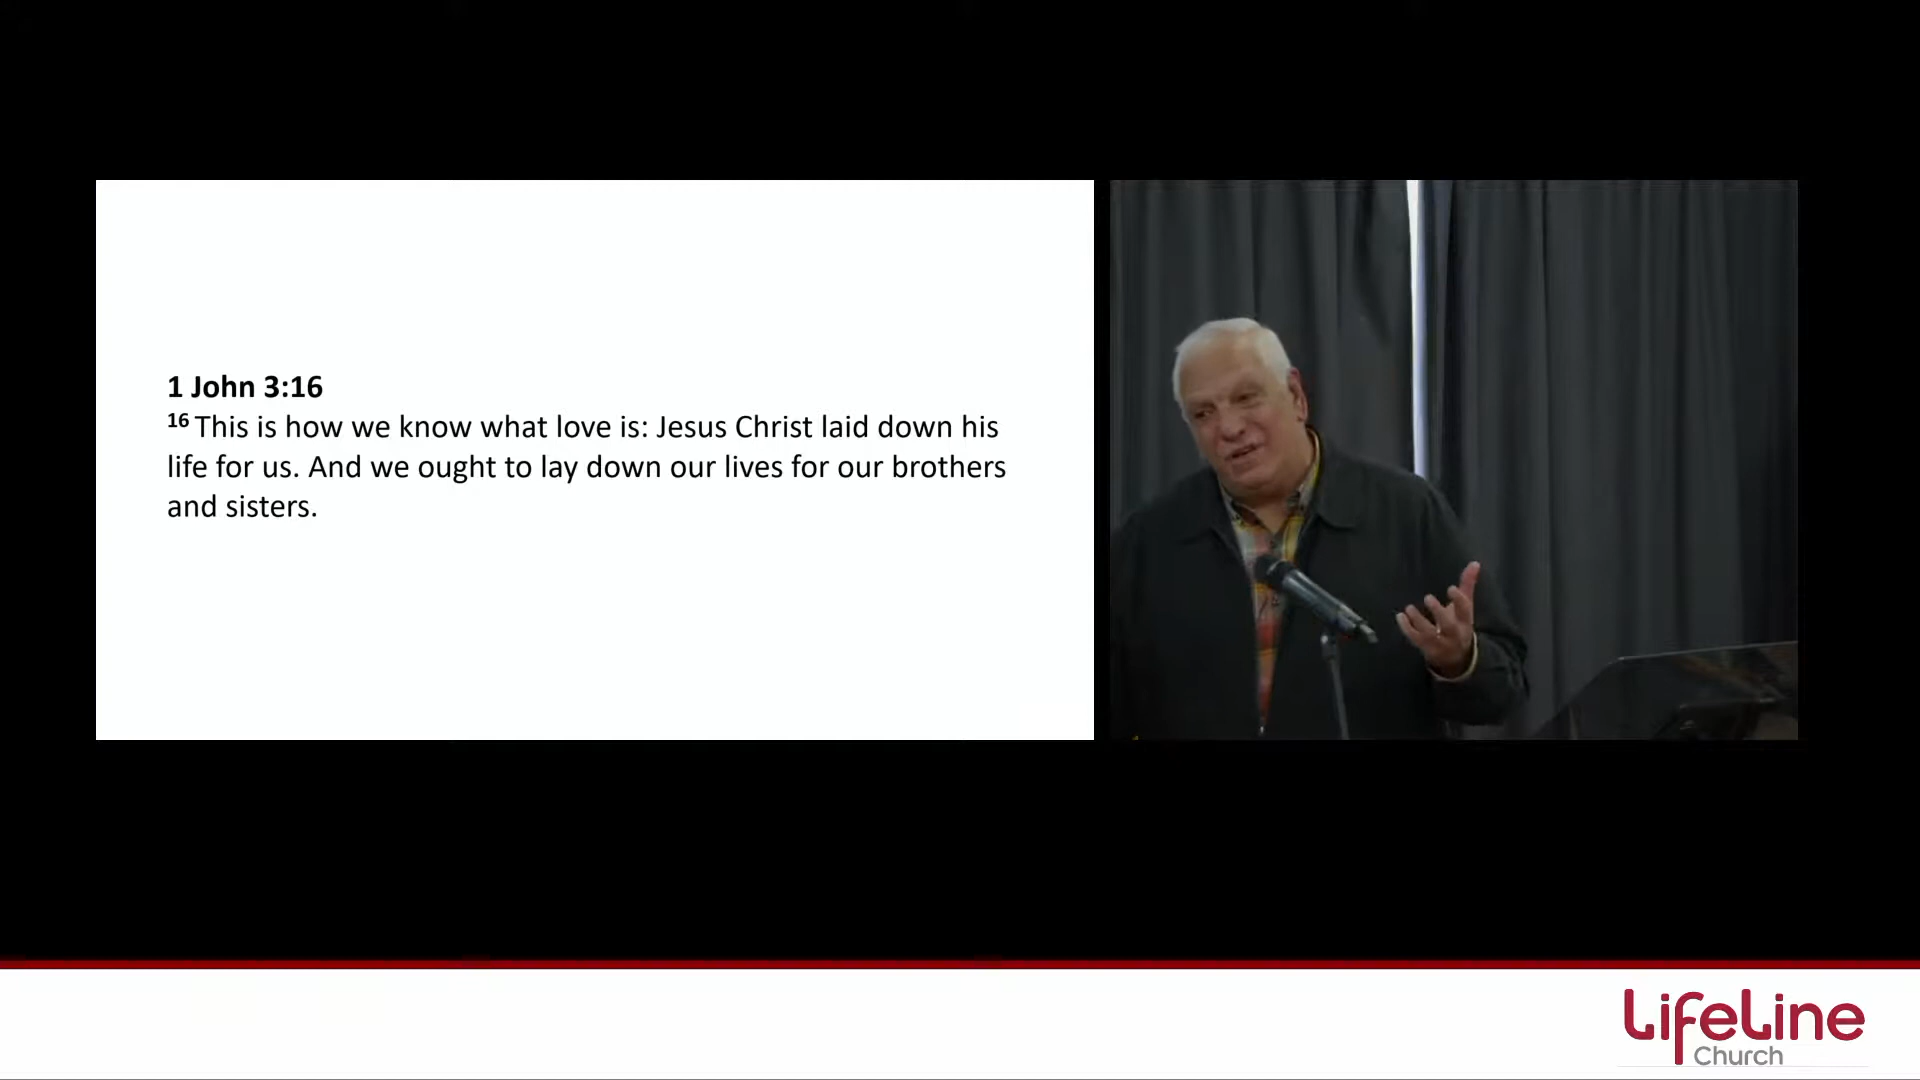 1 John 3:16
16 This is how we know what love is: Jesus Christ laid down his
life for us. And we ought to lay down our lives for our brothers
and sisters.
LifeLine
Church